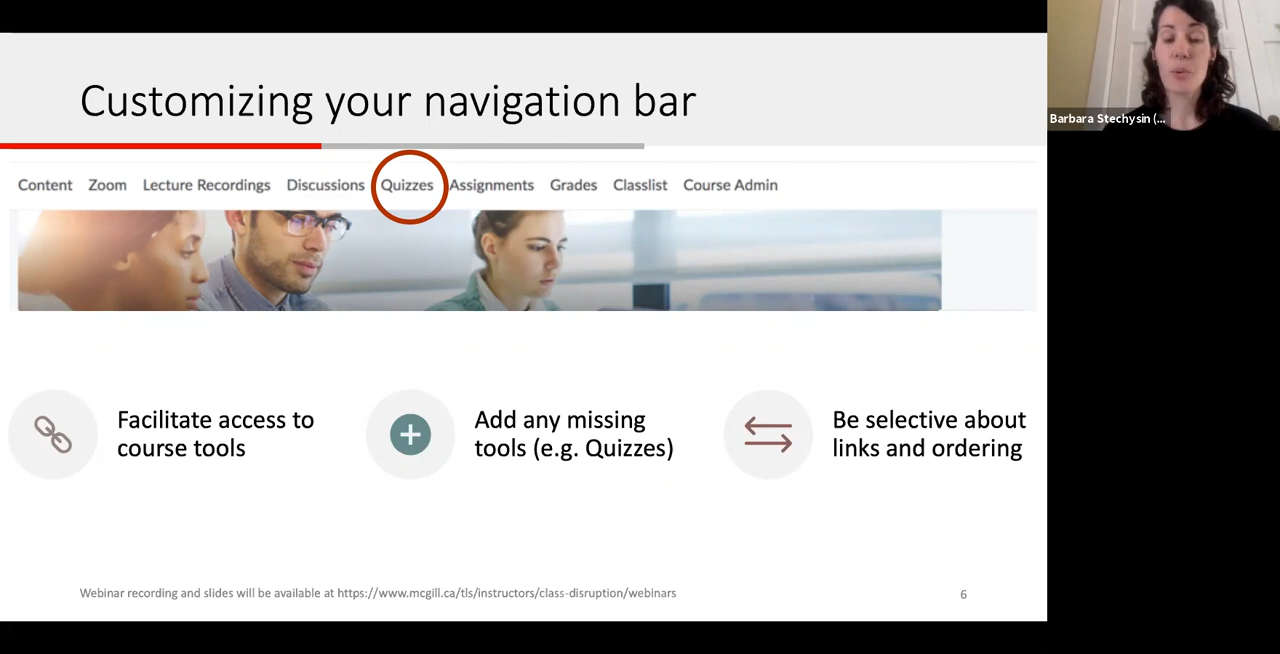 Customizing your navigation bar
Barbara Stechysin (...
Content Zoom Lecture Recordings Discussions Quizzes Assignments Grades Classlist Course Admin
Facilitate access to
course tools
Add any missing
tools (e.g. Quizzes)
Be selective about
links and ordering
Webinar recording and slides will be available at https://www.mcgill.ca/tls/instructors/class-disruption/webinars
6